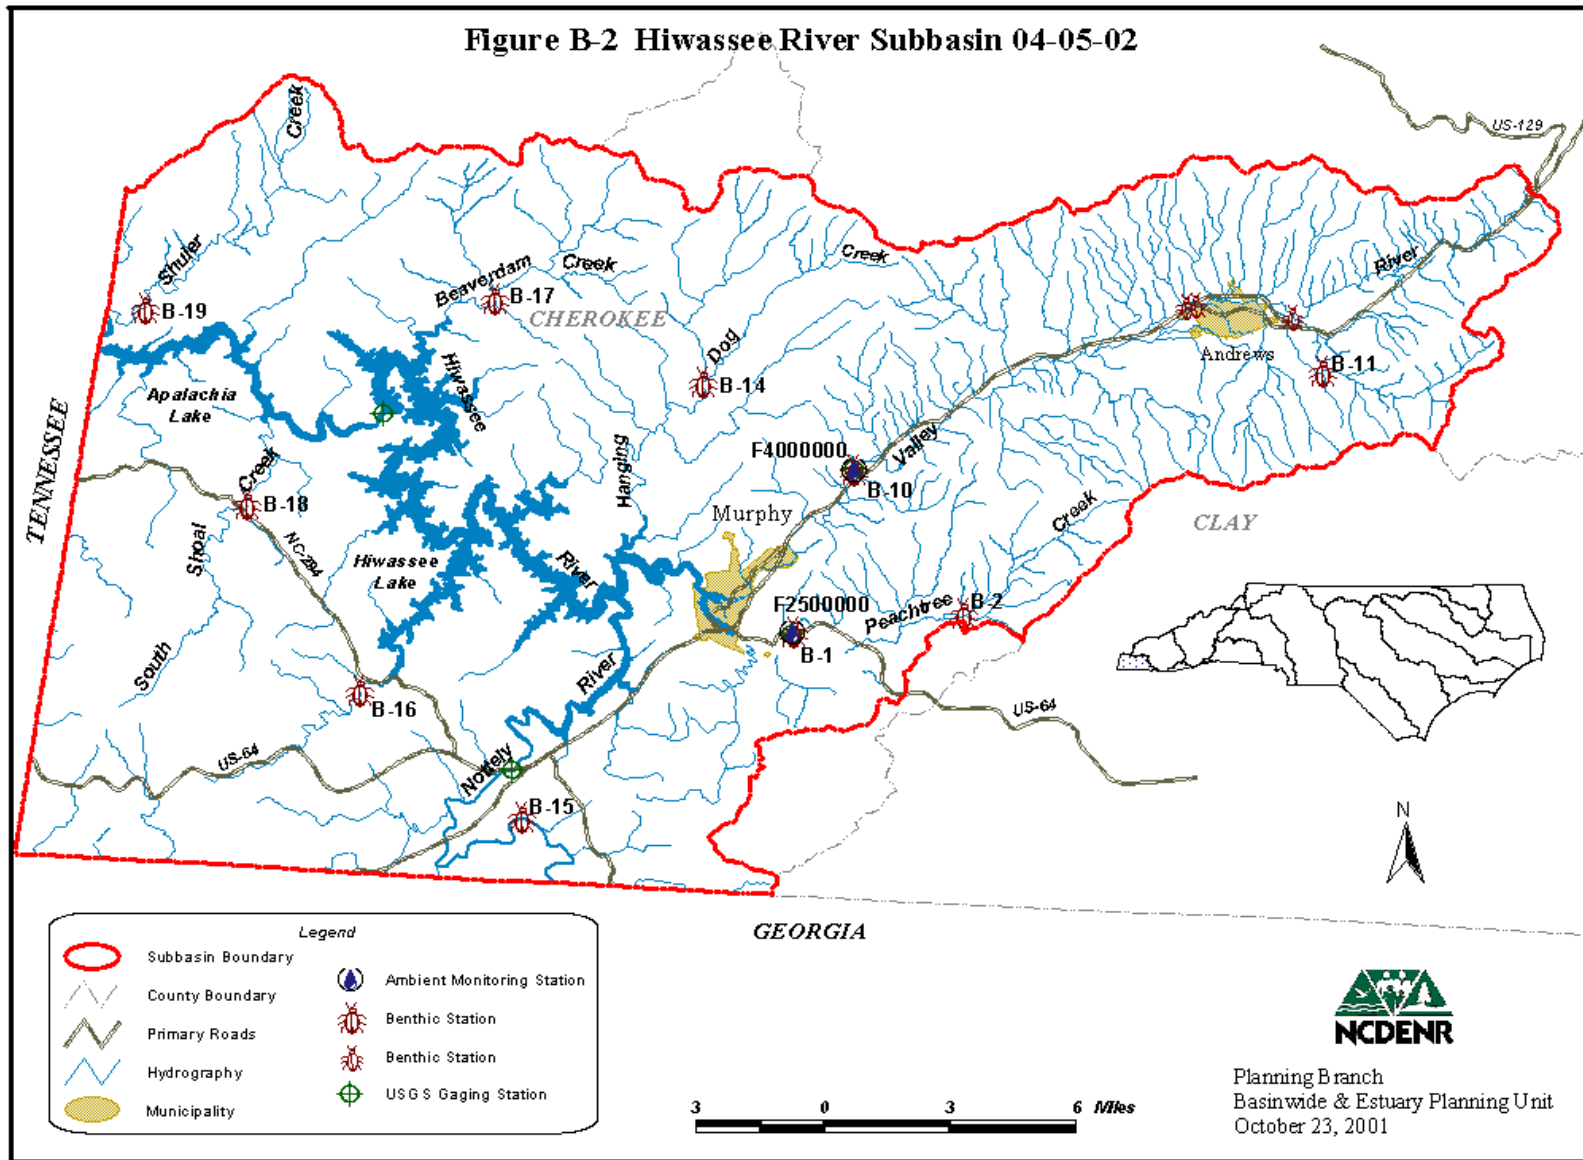 Figure B-2 Hiwassee River Subbasin 04-05-02
US-129
Creek
Shuler
B-19
Beaverdam
Creek
B-17
CHEROKEE
Creek
River
Hiwassee
Dog
B-14
Andrews
B-11
Apalachia
Lake
TENNESSEE
Hanging
Valley
F4000000
B-10
Creek
B-18
Shoal
NC-294
Murphy
Creek
CLAY
Hiwassee
Lake
River
F2500000
Peachtree
B-2
B-1
South
River
B-16
US-64
US-64
Nottely
B-15
N
GEORGIA
Legend
Subbasin Boundary
County Boundary
Primary Roads
Hydrography
Municipality
Ambient Monitoring Station
Benthic Station
Benthic Station
USGS Gaging Station
3 0 3 6 Miles
NCDENR
Planning Branch
Basinwide & Estuary Planning Unit
October 23, 2001